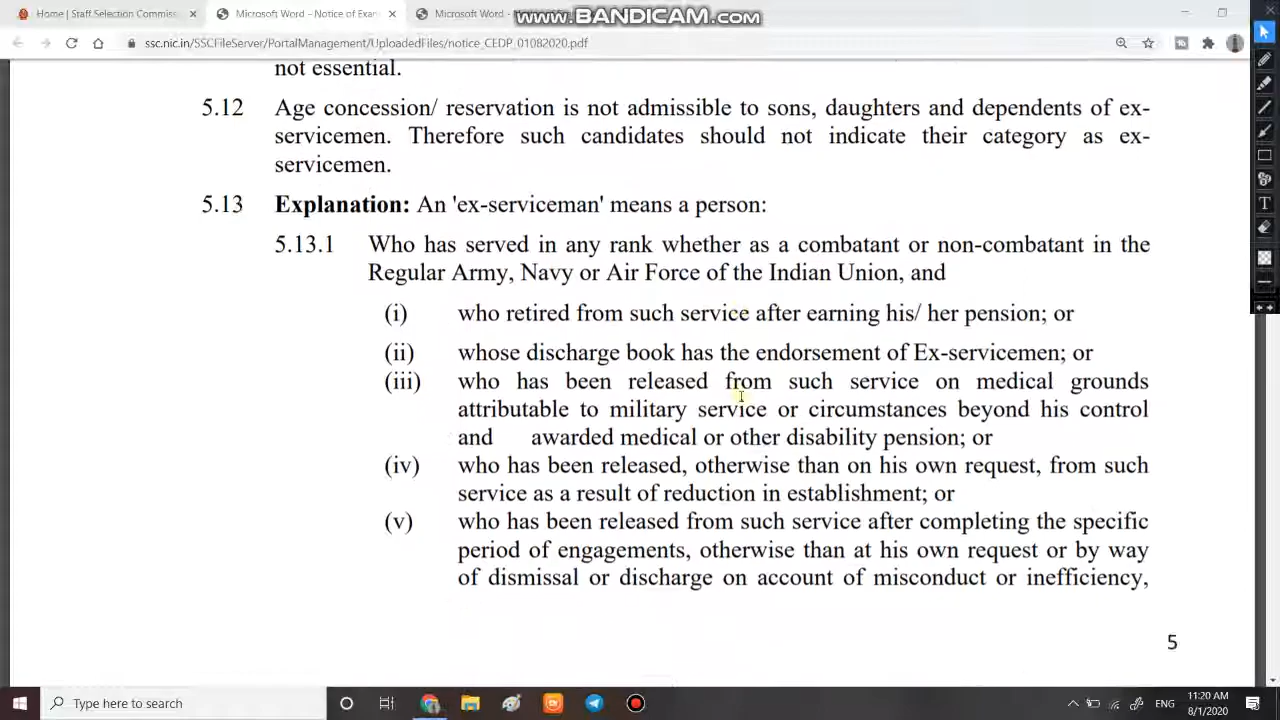 Home | Staff Selection Commiss
Microsoft Word - Notice of Exam
Microsoft Word -
www.BANDICAM.com
ssc.nic.in/SSCFileServer/PortalManagement/UploadedFiles/notice_CEDP_01082020.pdf
not essential.
5.12 Age concession/ reservation is not admissible to sons, daughters and dependents of ex-
servicemen. Therefore such candidates should not indicate their category as ex-
servicemen.
5.13 Explanation: An 'ex-serviceman' means a person:
5.13.1 Who has served in any rank whether as a combatant or non-combatant in the
Regular Army, Navy or Air Force of the Indian Union, and
(i) who retired from such service after earning his/ her pension; or
(ii) whose discharge book has the endorsement of Ex-servicemen; or
(iii) who has been released from such service on medical grounds
attributable to military service or circumstances beyond his control
and awarded medical or other disability pension; or
(iv) who has been released, otherwise than on his own request, from such
service as a result of reduction in establishment; or
(v) who has been released from such service after completing the specific
period of engagements, otherwise than at his own request or by way
of dismissal or discharge on account of misconduct or inefficiency,
5
Type here to search
ENG
11:20 AM
8/1/2020